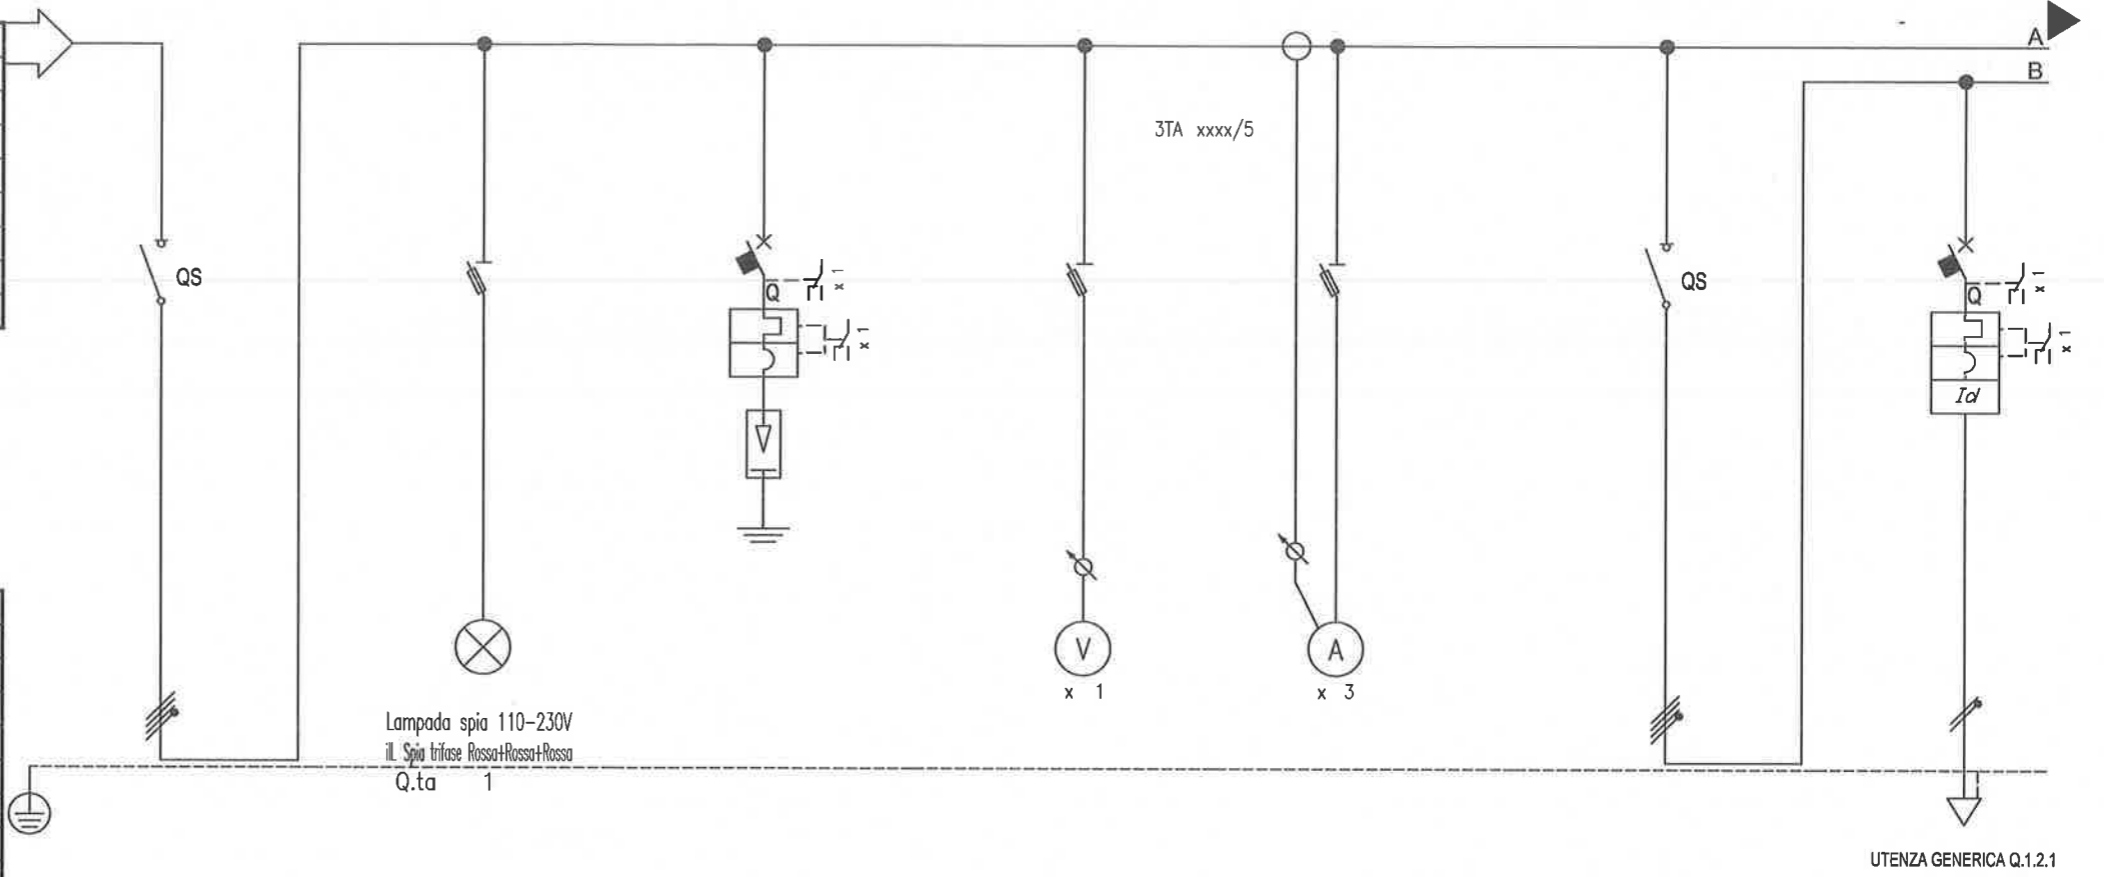 A
B
3TA xxxx/5
QS
Q
x 1
x 1
QS
Q
x 1
x 1
Id
V
x 1
A
x 3
Lampada spia 110-230V
ill. Spia trifase Rossa+Rossa+Rossa
Q.ta 1
UTENZA GENERICA Q.1.2.1